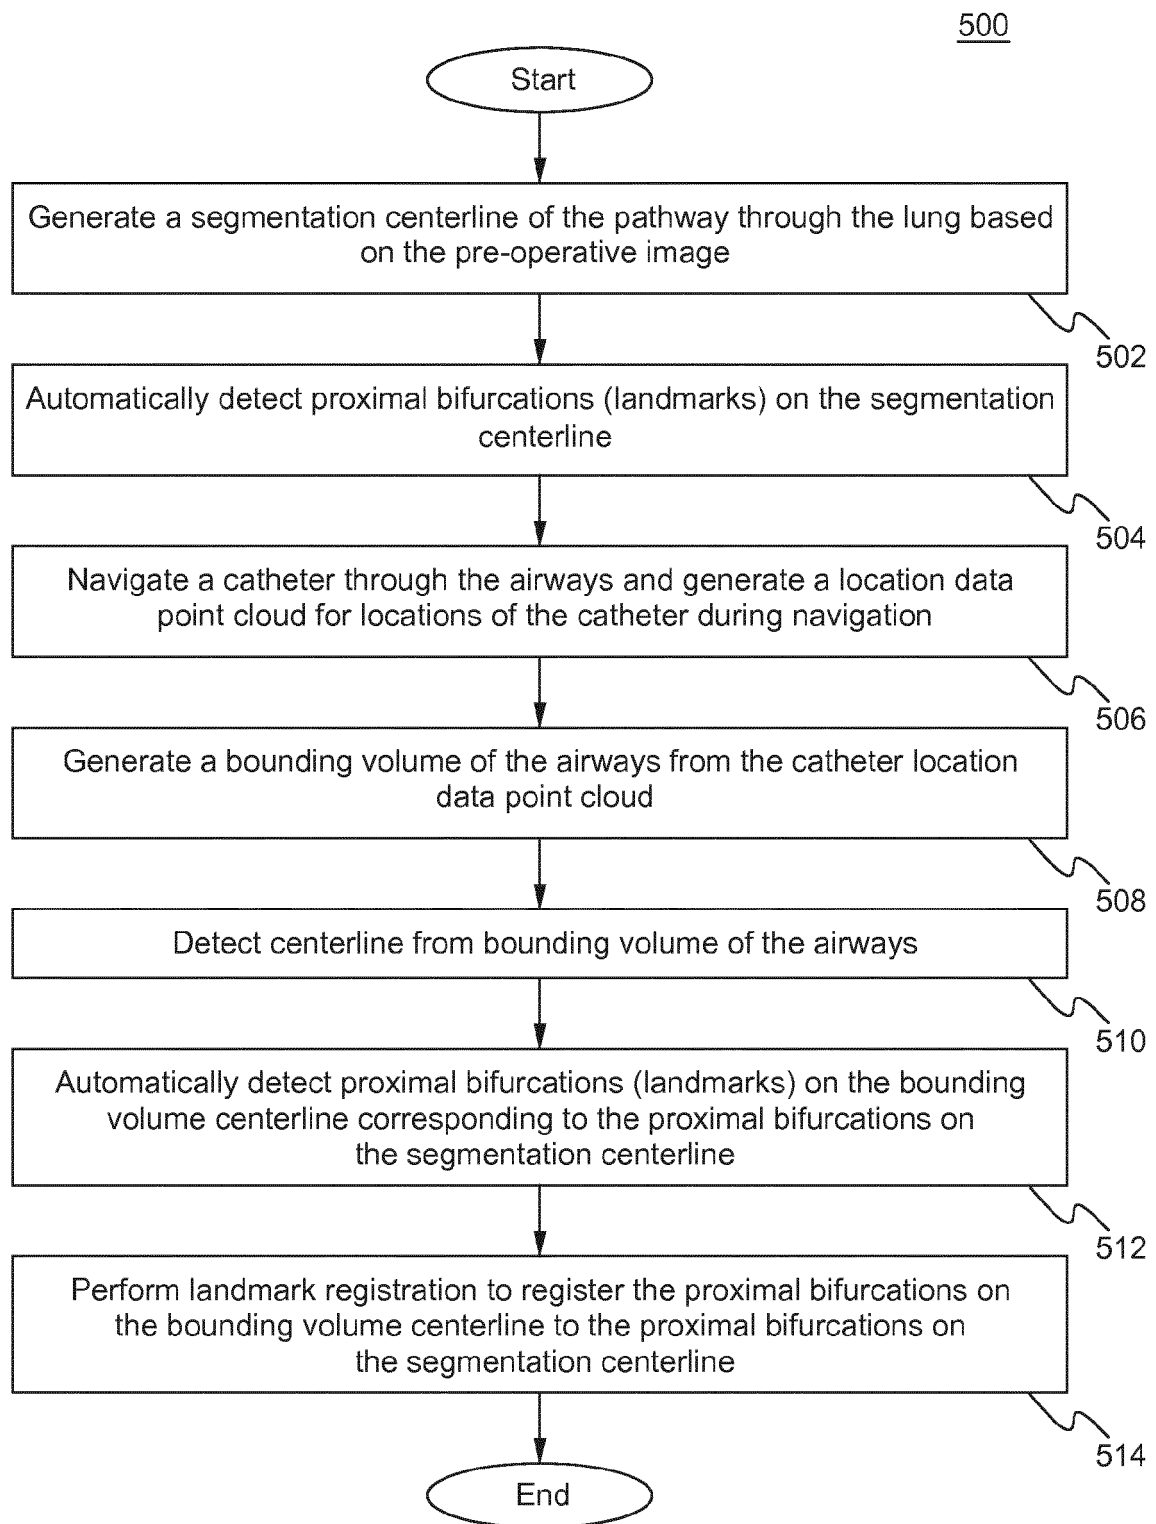 500
Start
Generate a segmentation centerline of the pathway through the lung based
on the pre-operative image
502
Automatically detect proximal bifurcations (landmarks) on the segmentation
centerline
504
Navigate a catheter through the airways and generate a location data
point cloud for locations of the catheter during navigation
506
Generate a bounding volume of the airways from the catheter location
data point cloud
508
Detect centerline from bounding volume of the airways
510
Automatically detect proximal bifurcations (landmarks) on the bounding
volume centerline corresponding to the proximal bifurcations on
the segmentation centerline
512
Perform landmark registration to register the proximal bifurcations on
the bounding volume centerline to the proximal bifurcations on
the segmentation centerline
514
End